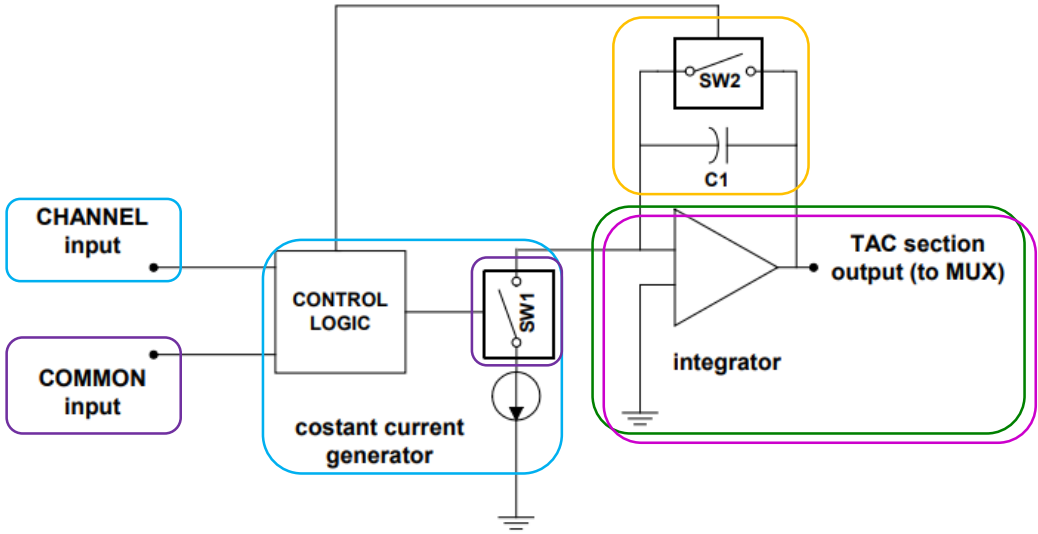 SW2
C1
CHANNEL
input
TAC section
output (to MUX)
CONTROL
LOGIC
SW1
COMMON
input
integrator
costant current
generator